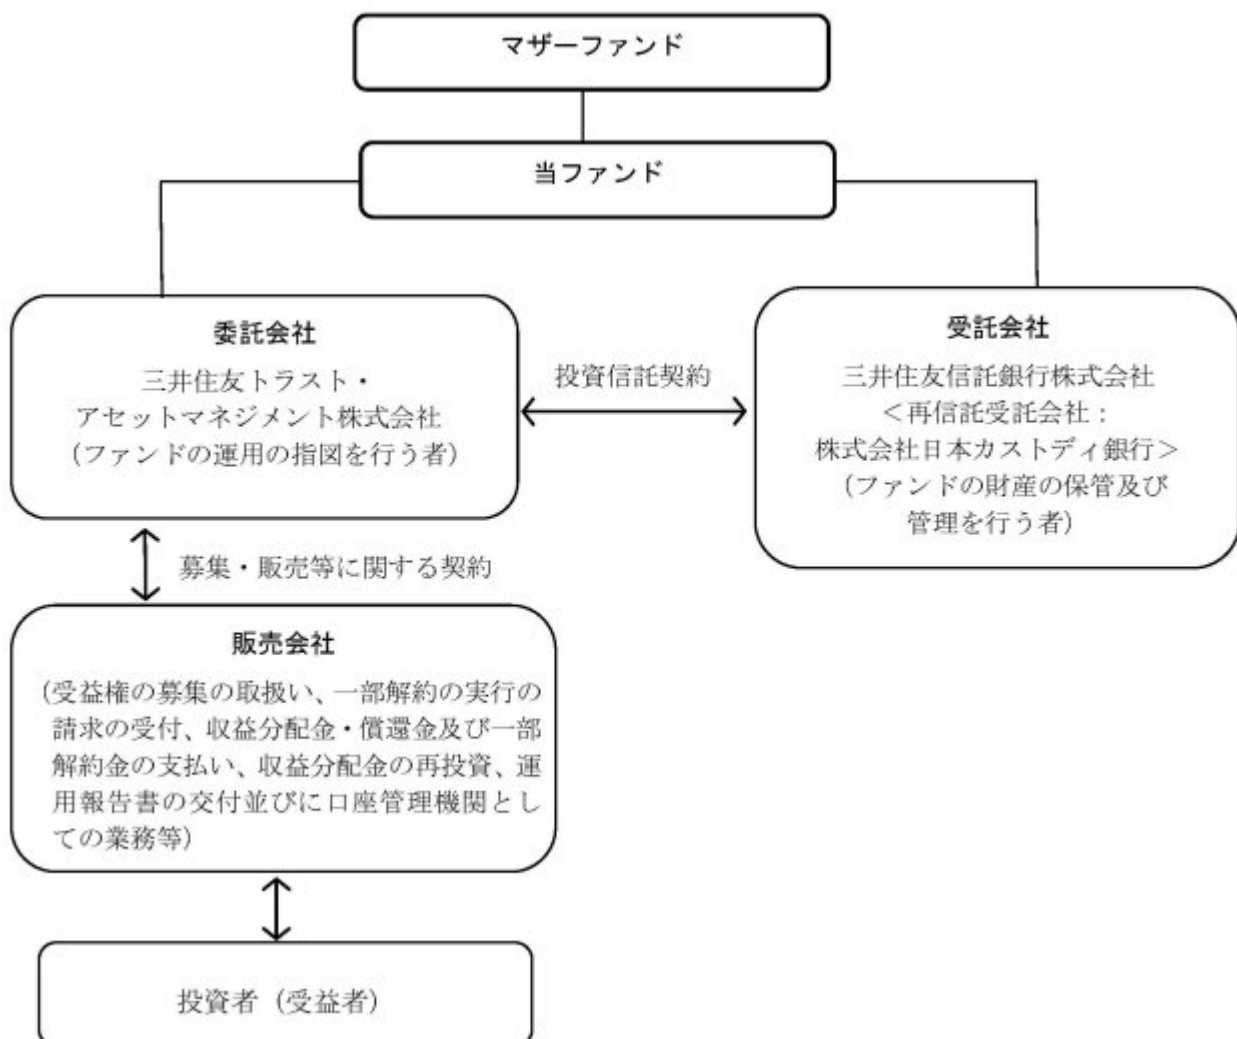 マザーファンド
当ファンド
委託会社
三井住友トラスト・
アセットマネジメント株式会社
（ファンドの運用の指図を行う者）
投資信託契約
受託会社
三井住友信託銀行株式会社
＜再信託受託会社：
株式会社日本カストディ銀行＞
（ファンドの財産の保管及び
管理を行う者）
募集・販売等に関する契約
販売会社
（受益権の募集の取扱い、一部解約の実行の
請求の受付、収益分配金・償還金及び一部
解約金の支払い、収益分配金の再投資、運
用報告書の交付並びに口座管理機関とし
ての業務等）
投資者（受益者）